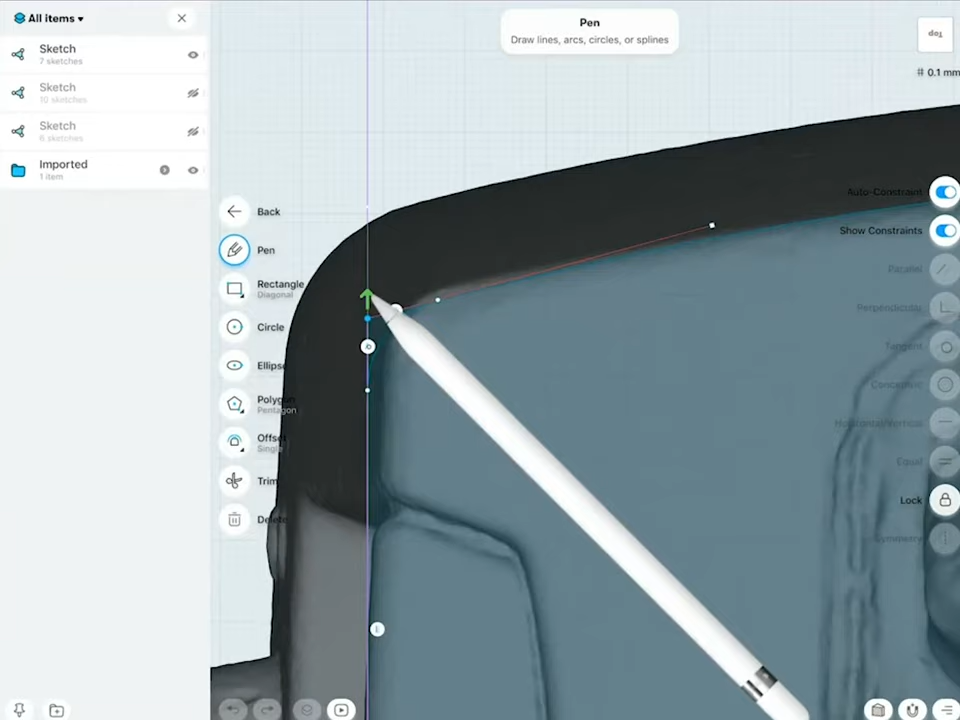 All items
Sketch
7 sketches
Sketch
10 sketches
Sketch
6 sketches
Imported
1 item
Pen
Draw lines, arcs, circles, or splines
Top
0.1 mm
Back
Pen
Rectangle
Diagonal
Circle
Ellipse
Polygon
Pentagon
Offset
Single
Trim
Delete
Auto-Constraint
Show Constraints
Parallel
Perpendicular
Tangent
Concentric
Horizontal/Vertical
Equal
Lock
Symmetry